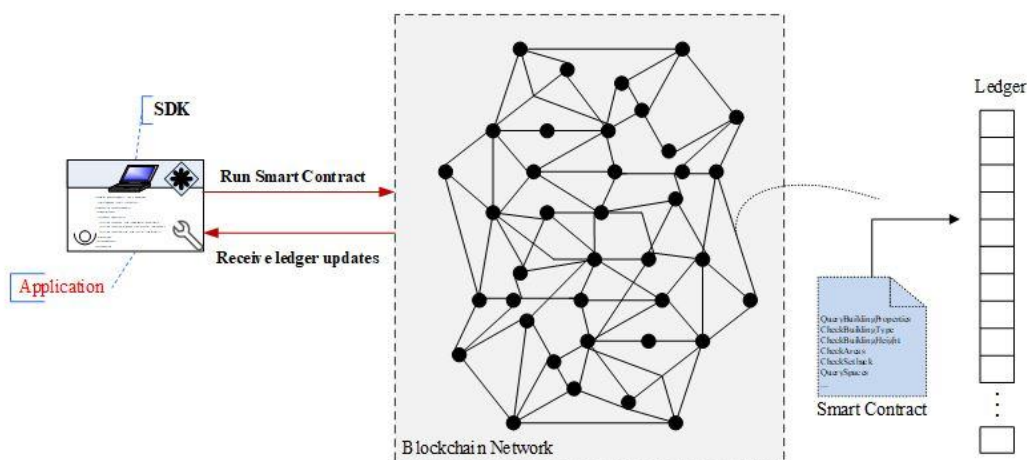 SDK
Run Smart Contract
Receive ledger updates
Application
Blockchain Network
Ledger
QueryBuildingProperties
CheckBuildingType
CheckBuildingHeight
CheckAreas
CheckSetback
QuerySpaces
....
Smart Contract